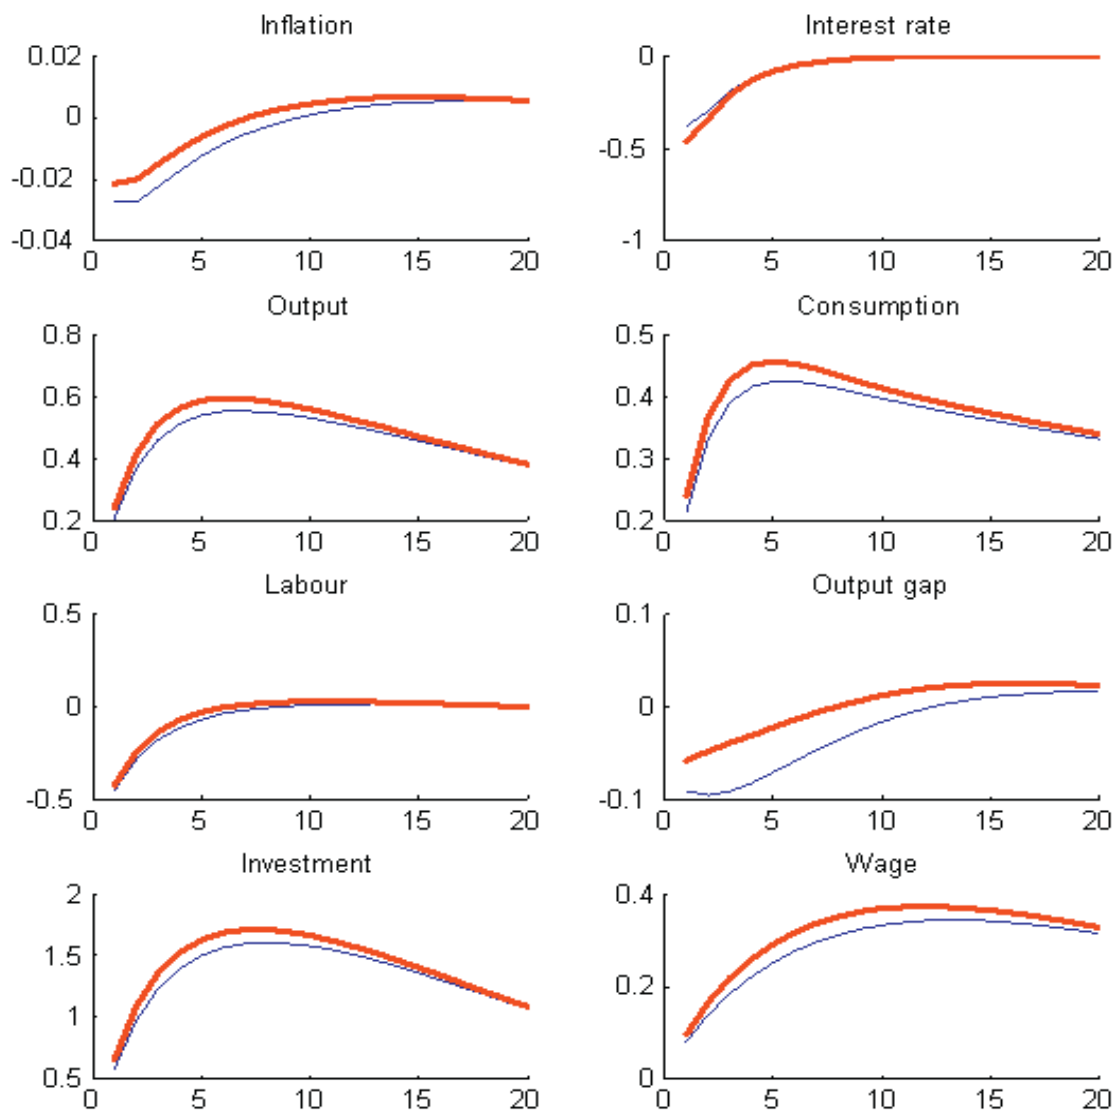 Inflation
0.02
0
-0.02
-0.04
0 5 10 15 20
Interest rate
0
-0.5
-1
0 5 10 15 20
Output
0.8
0.6
0.4
0.2
0 5 10 15 20
Consumption
0.5
0.4
0.3
0.2
0 5 10 15 20
Labour
0.5
0
-0.5
0 5 10 15 20
Output gap
0.1
0
-0.1
0 5 10 15 20
Investment
2
1.5
1
0.5
0 5 10 15 20
Wage
0.4
0.2
0
0 5 10 15 20